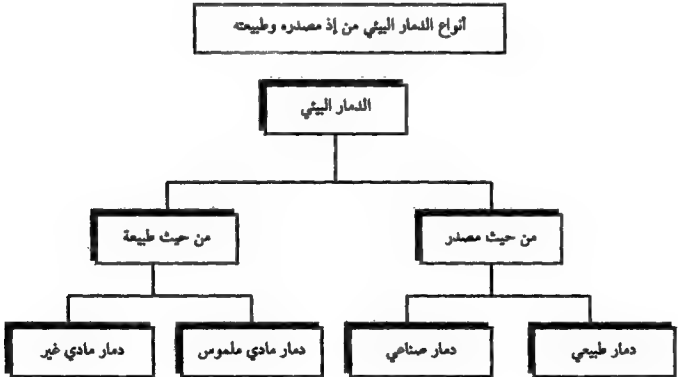 أنواع الدمار البيئي من إذ مصدره وطبيعته
الدمار البيئي
من حيث مصدر
من حيث طبيعة
دمار طبيعي
دمار صناعي
دمار مادي ملموس
دمار مادي غير